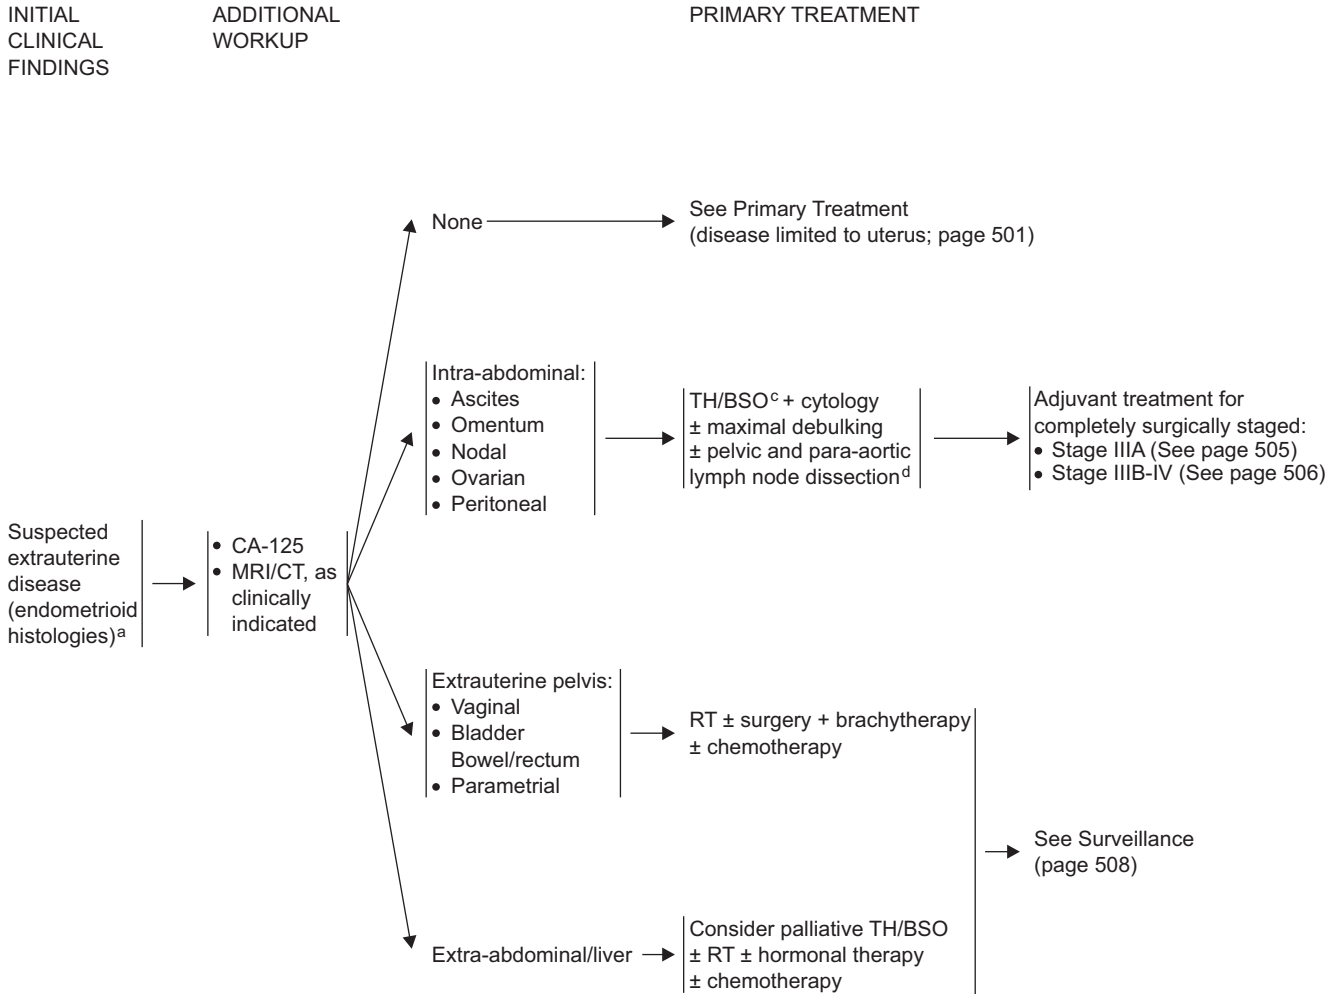 INITIAL
CLINICAL
FINDINGS
ADDITIONAL
WORKUP
PRIMARY TREATMENT
Suspected
extrauterine
disease
(endometrioid
histologies)a
• CA-125
• MRI/CT, as
clinically
indicated
None
See Primary Treatment
(disease limited to uterus; page 501)
Intra-abdominal:
• Ascites
• Omentum
• Nodal
• Ovarian
• Peritoneal
TH/BSOc + cytology
± maximal debulking
± pelvic and para-aortic
lymph node dissectiond
Adjuvant treatment for
completely surgically staged:
• Stage IIIA (See page 505)
• Stage IIIB-IV (See page 506)
Extrauterine pelvis:
• Vaginal
• Bladder
Bowel/rectum
• Parametrial
RT ± surgery + brachytherapy
± chemotherapy
Extra-abdominal/liver
Consider palliative TH/BSO
± RT ± hormonal therapy
± chemotherapy
See Surveillance
(page 508)